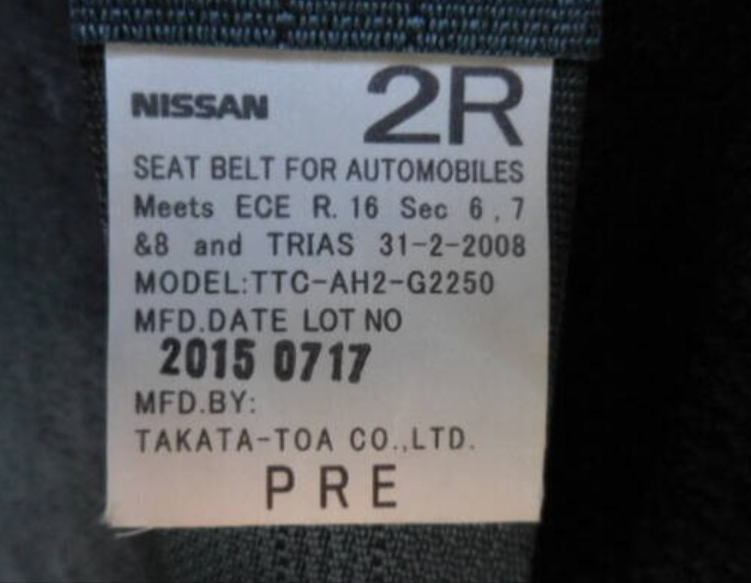 NISSAN 2R
SEAT BELT FOR AUTOMOBILES
Meets ECE R. 16 Sec 6 , 7
&8 and TRIAS 31-2-2008
MODEL:TTC-AH2-G2250
MFD.DATE LOT NO
2015 0717
MFD.BY:
TAKATA-TOA CO.,LTD.
PRE